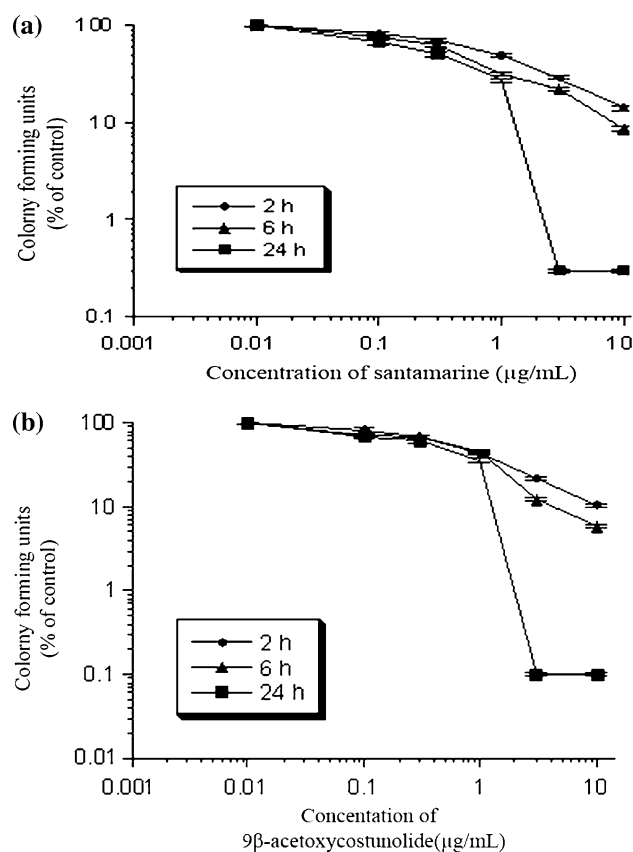 (a)
Colorny forming units
(% of control)
100
10
1
0.1
2 h
6 h
24 h
0.001
0.01
0.1
1
10
Concentration of santamarine (µg/mL)
(b)
Colorny forming units
(% of control)
100
10
1
0.1
0.01
2 h
6 h
24 h
0.001
0.01
0.1
1
10
Concentation of
9β-acetoxycostunolide(µg/mL)